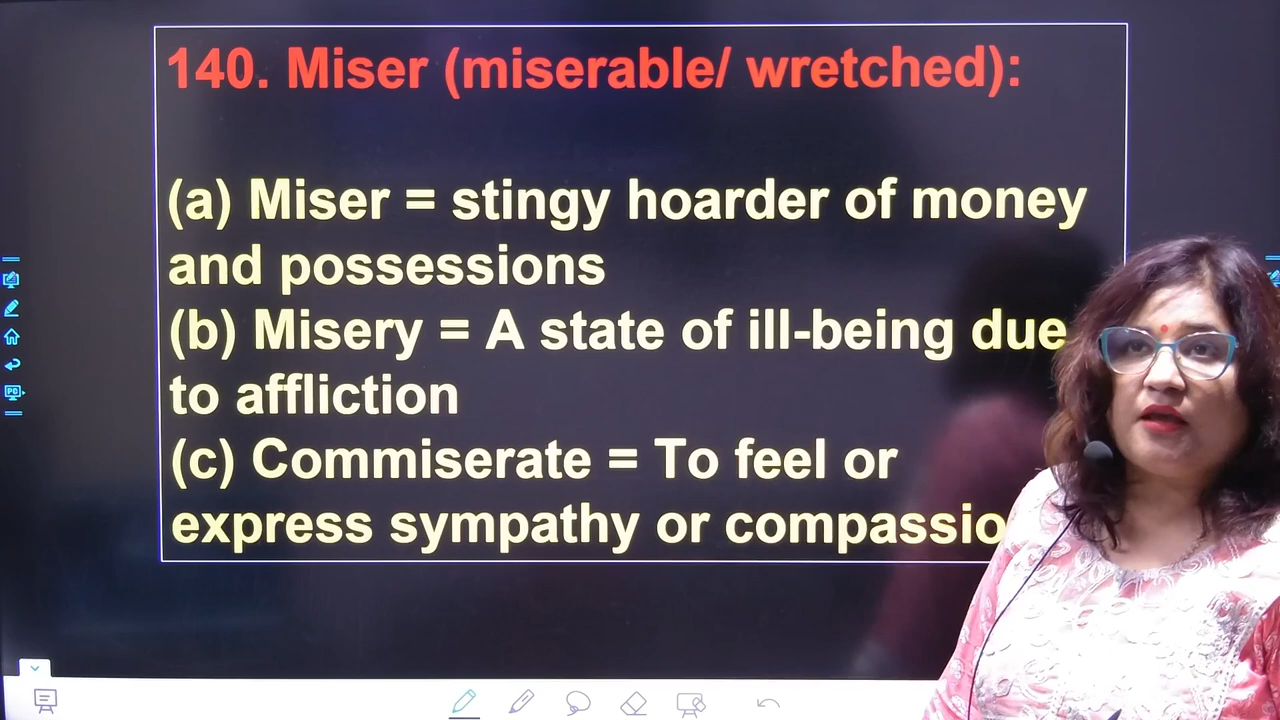 140. Miser (miserable/ wretched):
(a) Miser = stingy hoarder of money
and possessions
(b) Misery = A state of ill-being due
to affliction
(c) Commiserate = To feel or
express sympathy or compassio